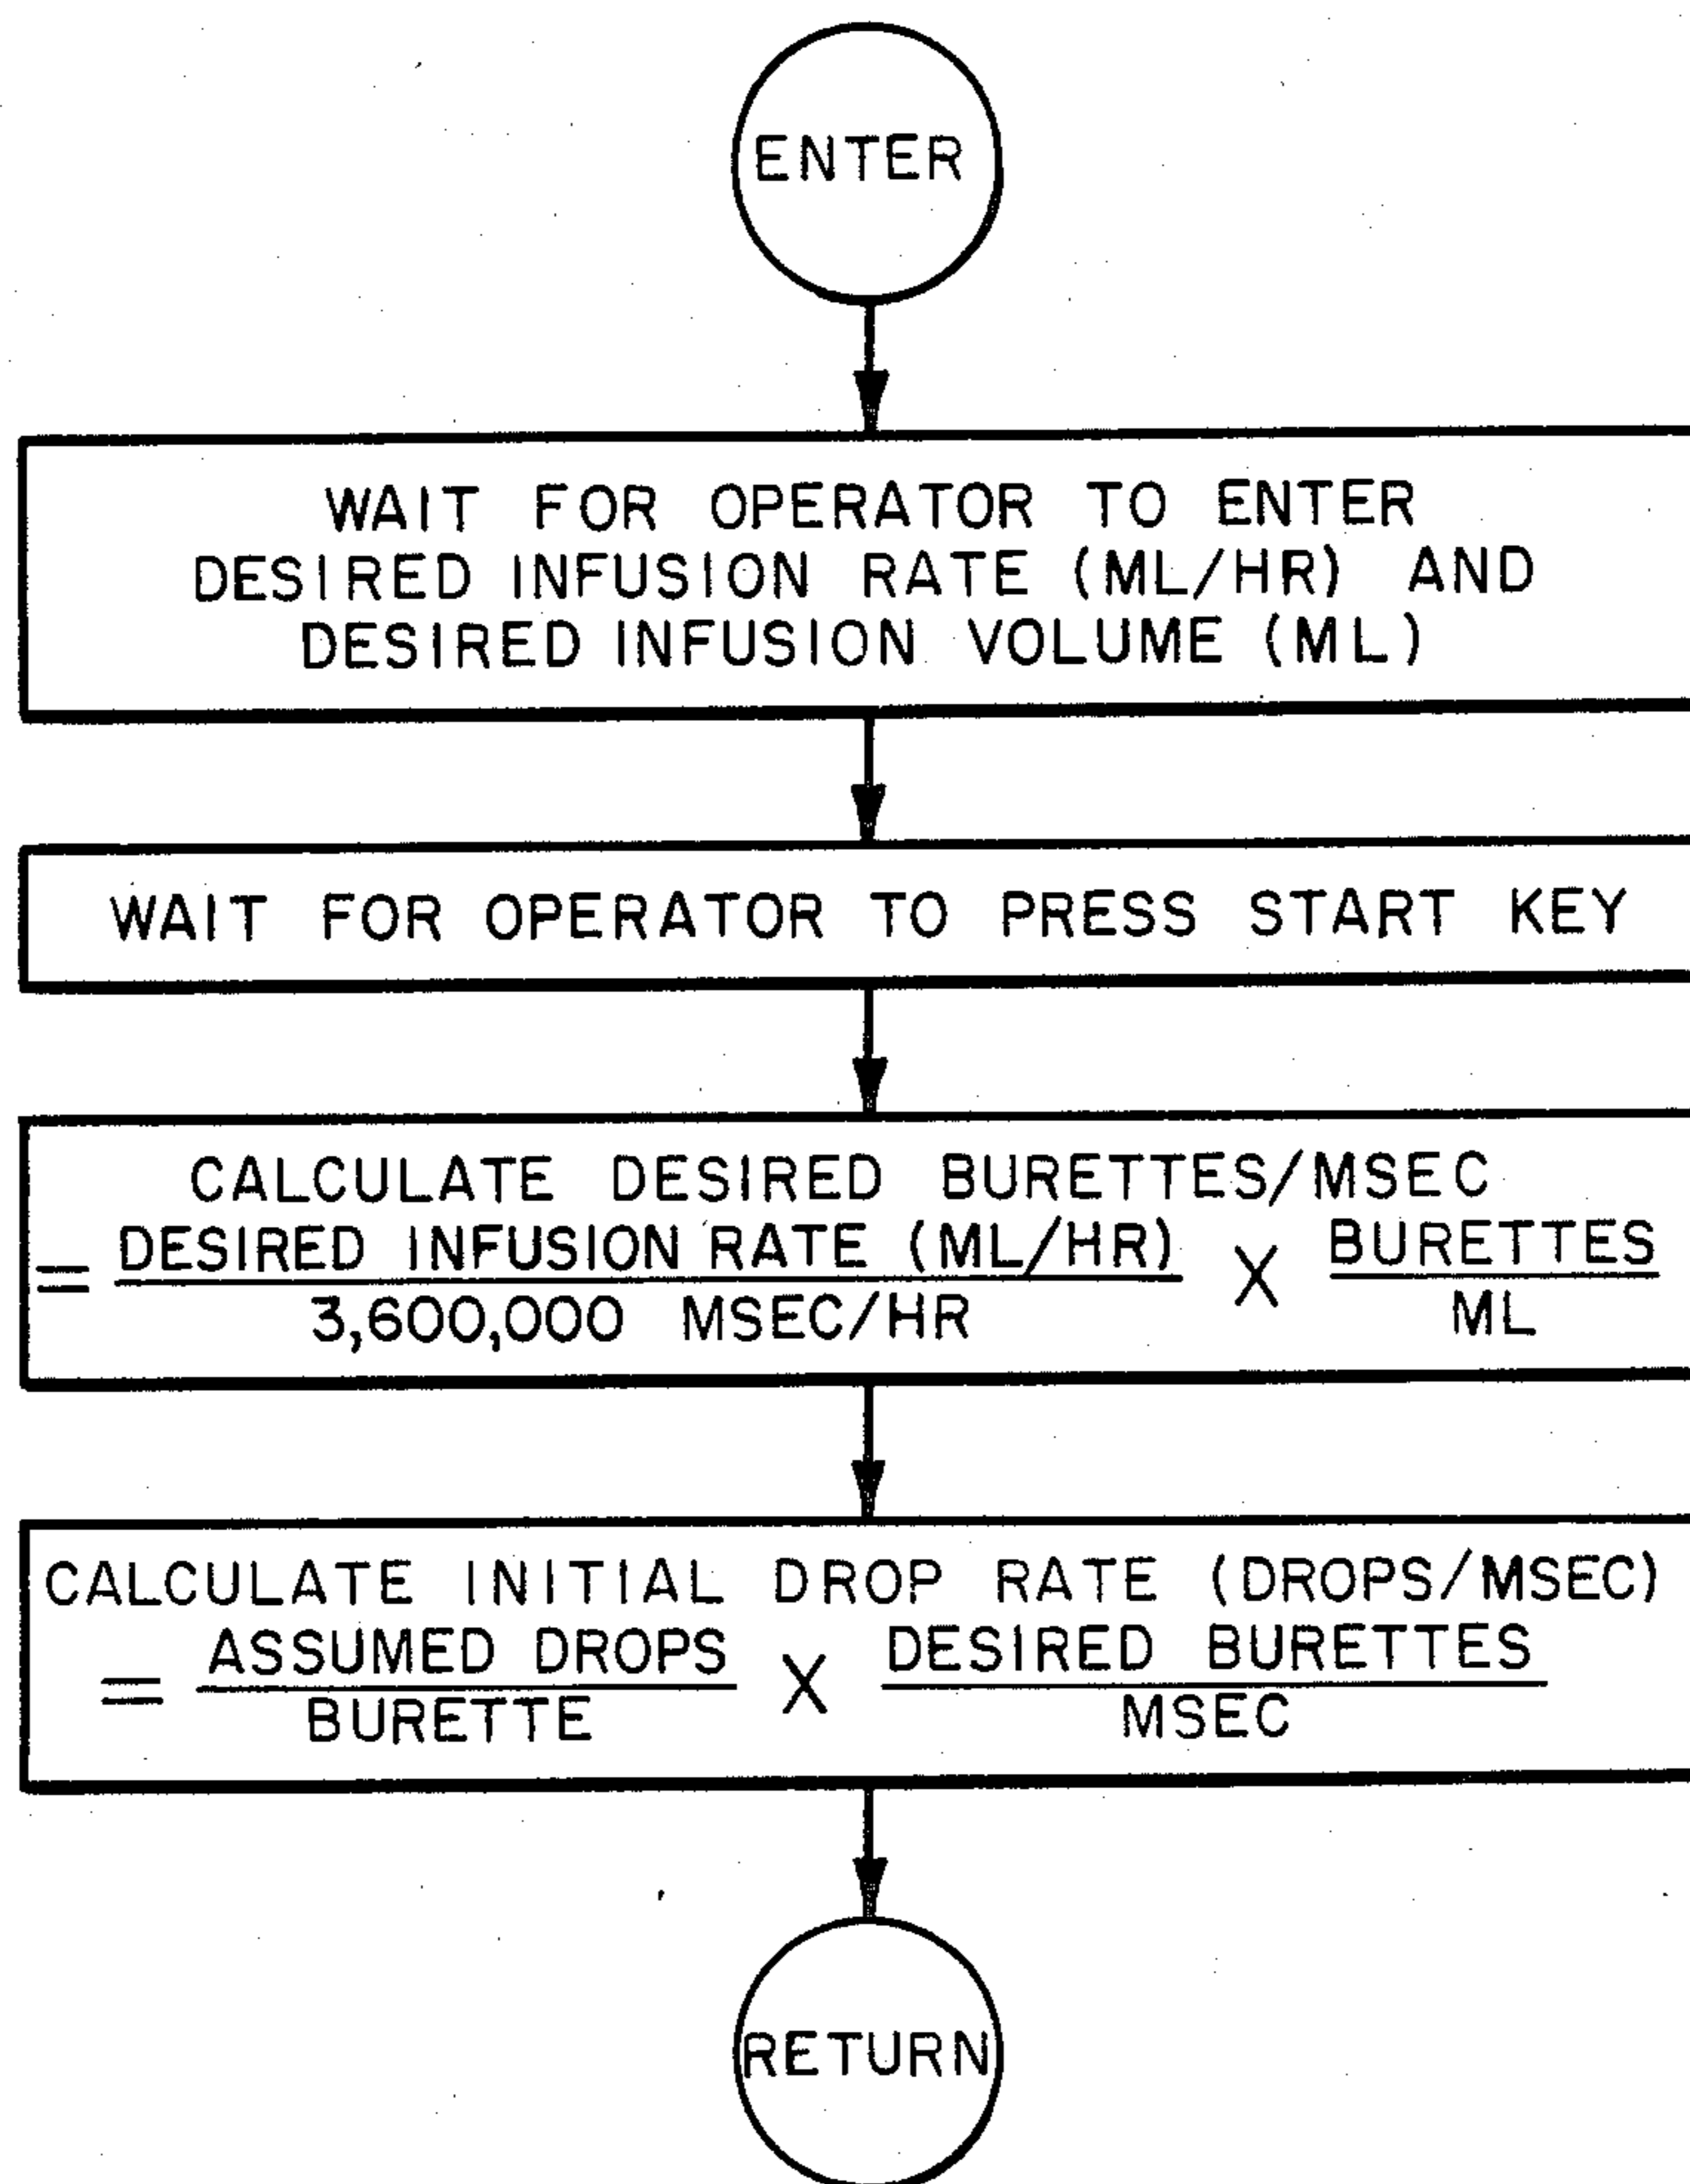 ENTER
WAIT FOR OPERATOR TO ENTER
DESIRED INFUSION RATE (ML/HR) AND
DESIRED INFUSION VOLUME (ML)
WAIT FOR OPERATOR TO PRESS START KEY
CALCULATE DESIRED BURETTES/MSEC
= DESIRED INFUSION RATE (ML/HR) X BURETTES
3,600,000 MSEC/HR ML
CALCULATE INITIAL DROP RATE (DROPS/MSEC)
= ASSUMED DROPS X DESIRED BURETTES
BURETTE MSEC
RETURN